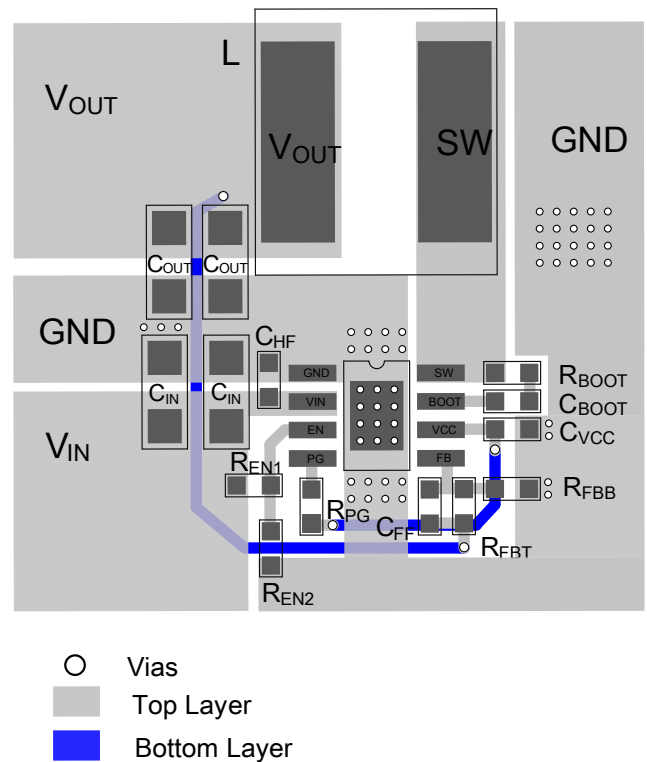 L
VOUT
VOUT
SW
GND
COUT
COUT
GND
CHF
GND
SW
RBOOT
CIN
CIN
VIN
BOOT
CBOOT
VIN
EN
VCC
CVCC
REN1
PG
FB
RPG
CFF
RFBB
RFBT
REN2
Vias
Top Layer
Bottom Layer